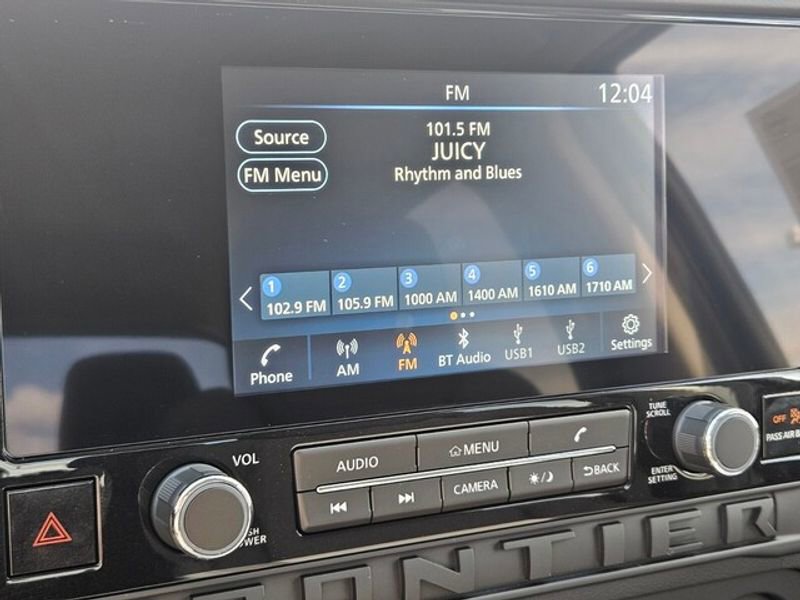 FM
12:04
Source
FM Menu
101.5 FM
JUICY
Rhythm and Blues
1 102.9 FM
2 105.9 FM
3 1000 AM
4 1400 AM
5 1610 AM
6 1710 AM
Phone
AM
FM
BT Audio
USB1
USB2
Settings
VOL
AUDIO
MENU
CAMERA
BACK
TUNE
SCROLL
ENTER
SETTING
OFF
PASS AIR B
FRONTIER